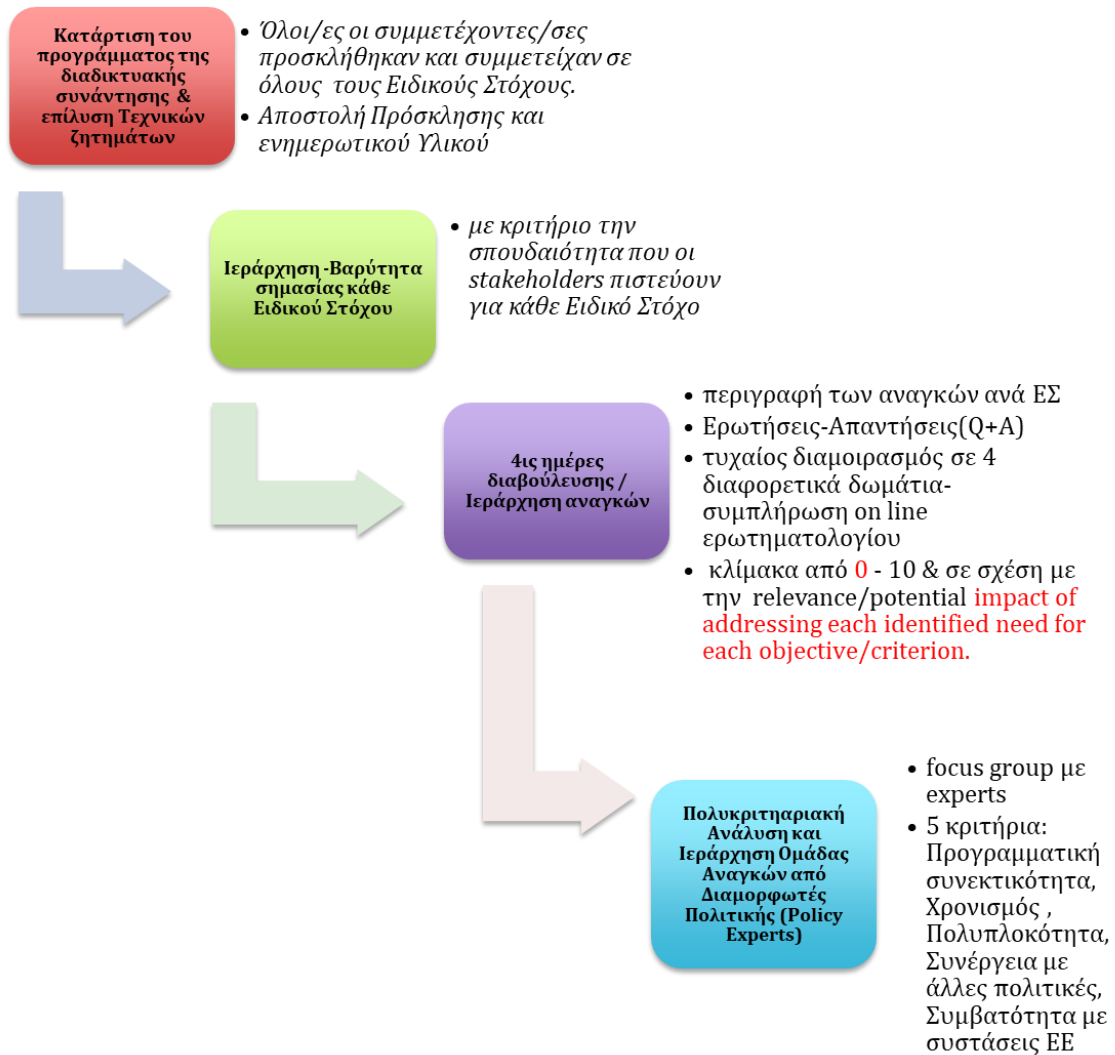 Κατάρτιση του
προγράμματος της
διαδικτυακής
συνάντησης &
επίλυση Τεχνικών
ζητημάτων
• Όλοι/ες οι συμμετέχοντες/σες
προσκλήθηκαν και συμμετείχαν σε
όλους τους Ειδικούς Στόχους.
• Αποστολή Πρόσκλησης και
ενημερωτικού Υλικού
Ιεράρχηση -Βαρύτητα
σημασίας κάθε
Ειδικού Στόχου
• με κριτήριο την
σπουδαιότητα που οι
stakeholders πιστεύουν
για κάθε Ειδικό Στόχο
4ις ημέρες
διαβούλευσης /
Ιεράρχηση αναγκών
• περιγραφή των αναγκών ανά ΕΣ
• Ερωτήσεις-Απαντήσεις(Q+A)
• τυχαίος διαμοιρασμός σε 4
διαφορετικά δωμάτια-
συμπλήρωση on line
ερωτηματολογίου
• κλίμακα από 0 - 10 & σε σχέση με
την relevance/potential impact of
addressing each identified need for
each objective/criterion.
Πολυκριτηαριακή
Ανάλυση και
Ιεράρχηση Ομάδας
Αναγκών από
Διαμορφωτές
Πολιτικής (Policy
Experts)
• focus group με
experts
• 5 κριτήρια:
Προγραμματική
συνεκτικότητα,
Χρονισμός ,
Πολυπλοκότητα,
Συνέργεια με
άλλες πολιτικές,
Συμβατότητα με
συστάσεις ΕΕ